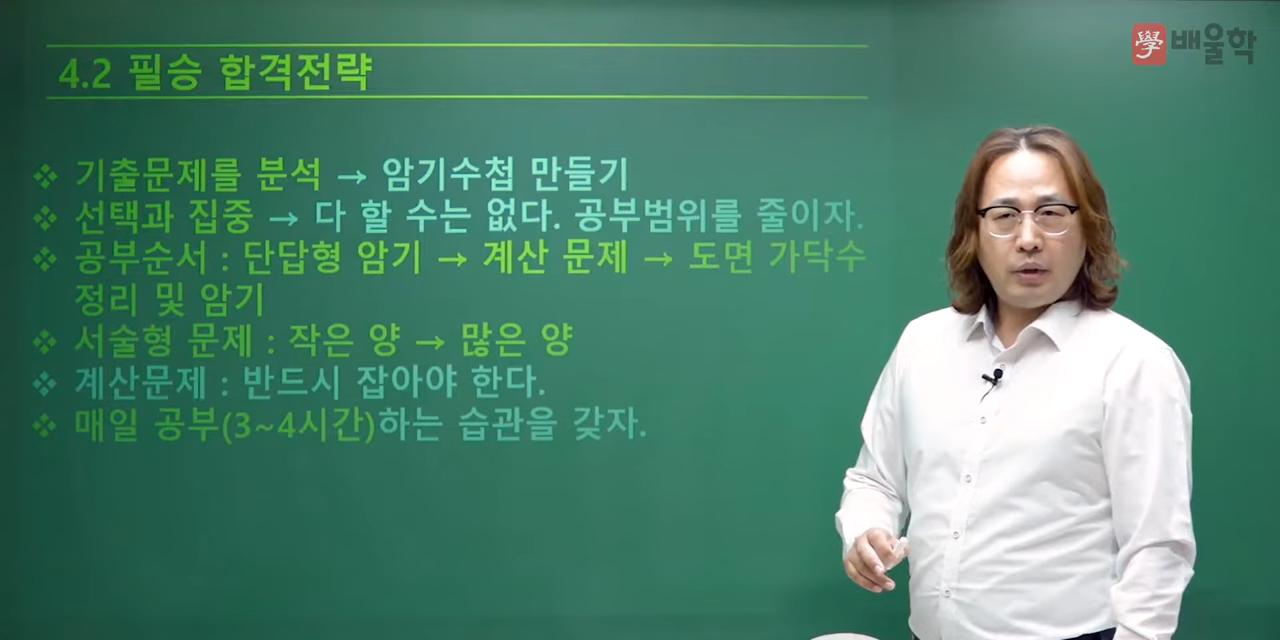 學 배울학
4.2 필승 합격전략
❖ 기출문제를 분석 → 암기수첩 만들기
❖ 선택과 집중 → 다 할 수는 없다. 공부범위를 줄이자.
❖ 공부순서 : 단답형 암기 → 계산 문제 → 도면 가닥수
정리 및 암기
❖ 서술형 문제 : 작은 양 → 많은 양
❖ 계산문제 : 반드시 잡아야 한다.
❖ 매일 공부(3~4시간)하는 습관을 갖자.